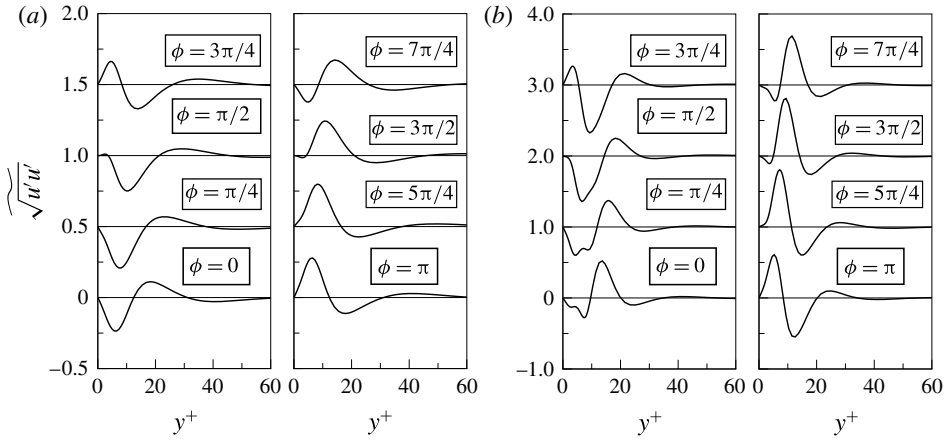 (a)
2.0
1.5
1.0
0.5
0
−0.5
√u′u′
ϕ = 3π/4
ϕ = π/2
ϕ = π/4
ϕ = 0
0 20 40 60
y+
ϕ = 7π/4
ϕ = 3π/2
ϕ = 5π/4
ϕ = π
0 20 40 60
y+
(b)
4.0
3.0
2.0
1.0
0
−1.0
ϕ = 3π/4
ϕ = π/2
ϕ = π/4
ϕ = 0
0 20 40 60
y+
ϕ = 7π/4
ϕ = 3π/2
ϕ = 5π/4
ϕ = π
0 20 40 60
y+